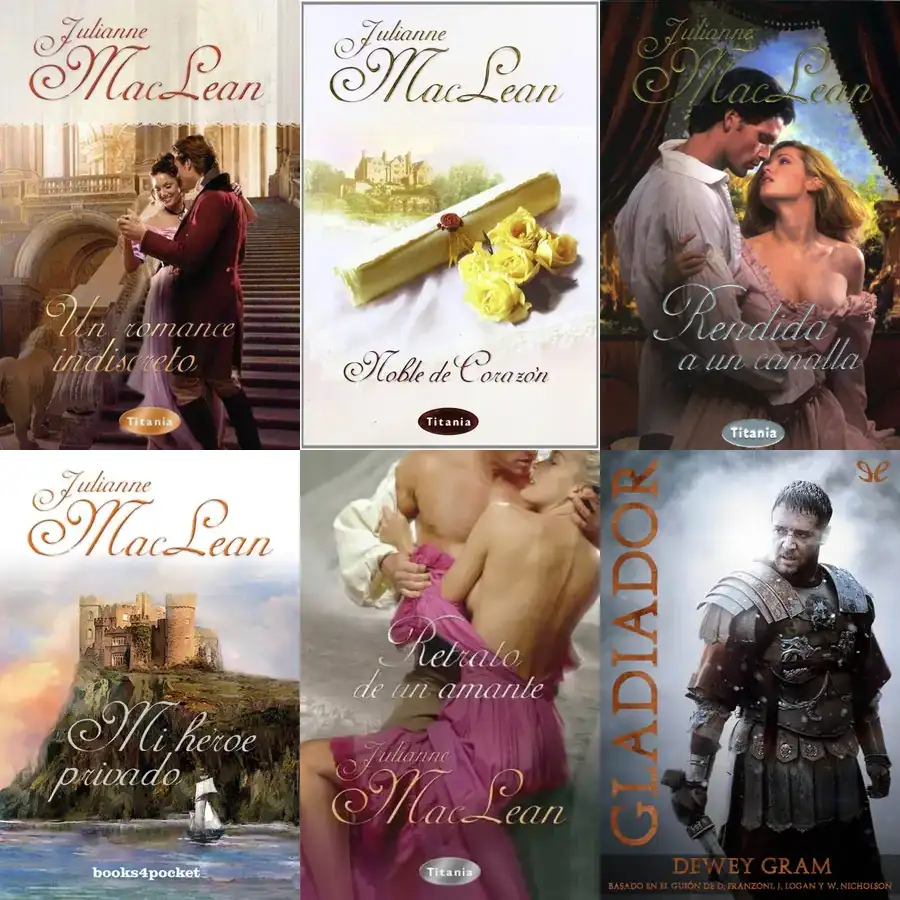 Julianne
MacLean
Un romance
indiscreto
Titania
Julianne
MacLean
Noble de Corazón
Titania
Julianne
MacLean
Rendida
a un canalla
Titania
Julianne
MacLean
Mi héroe
privado
books4pocket
Retrato
de un amante
Julianne
MacLean
Titania
GLADIADOR
DEWEY GRAM
BASADO EN EL GUIÓN DE D. FRANZONI, J. LOGAN Y W. NICHOLSON